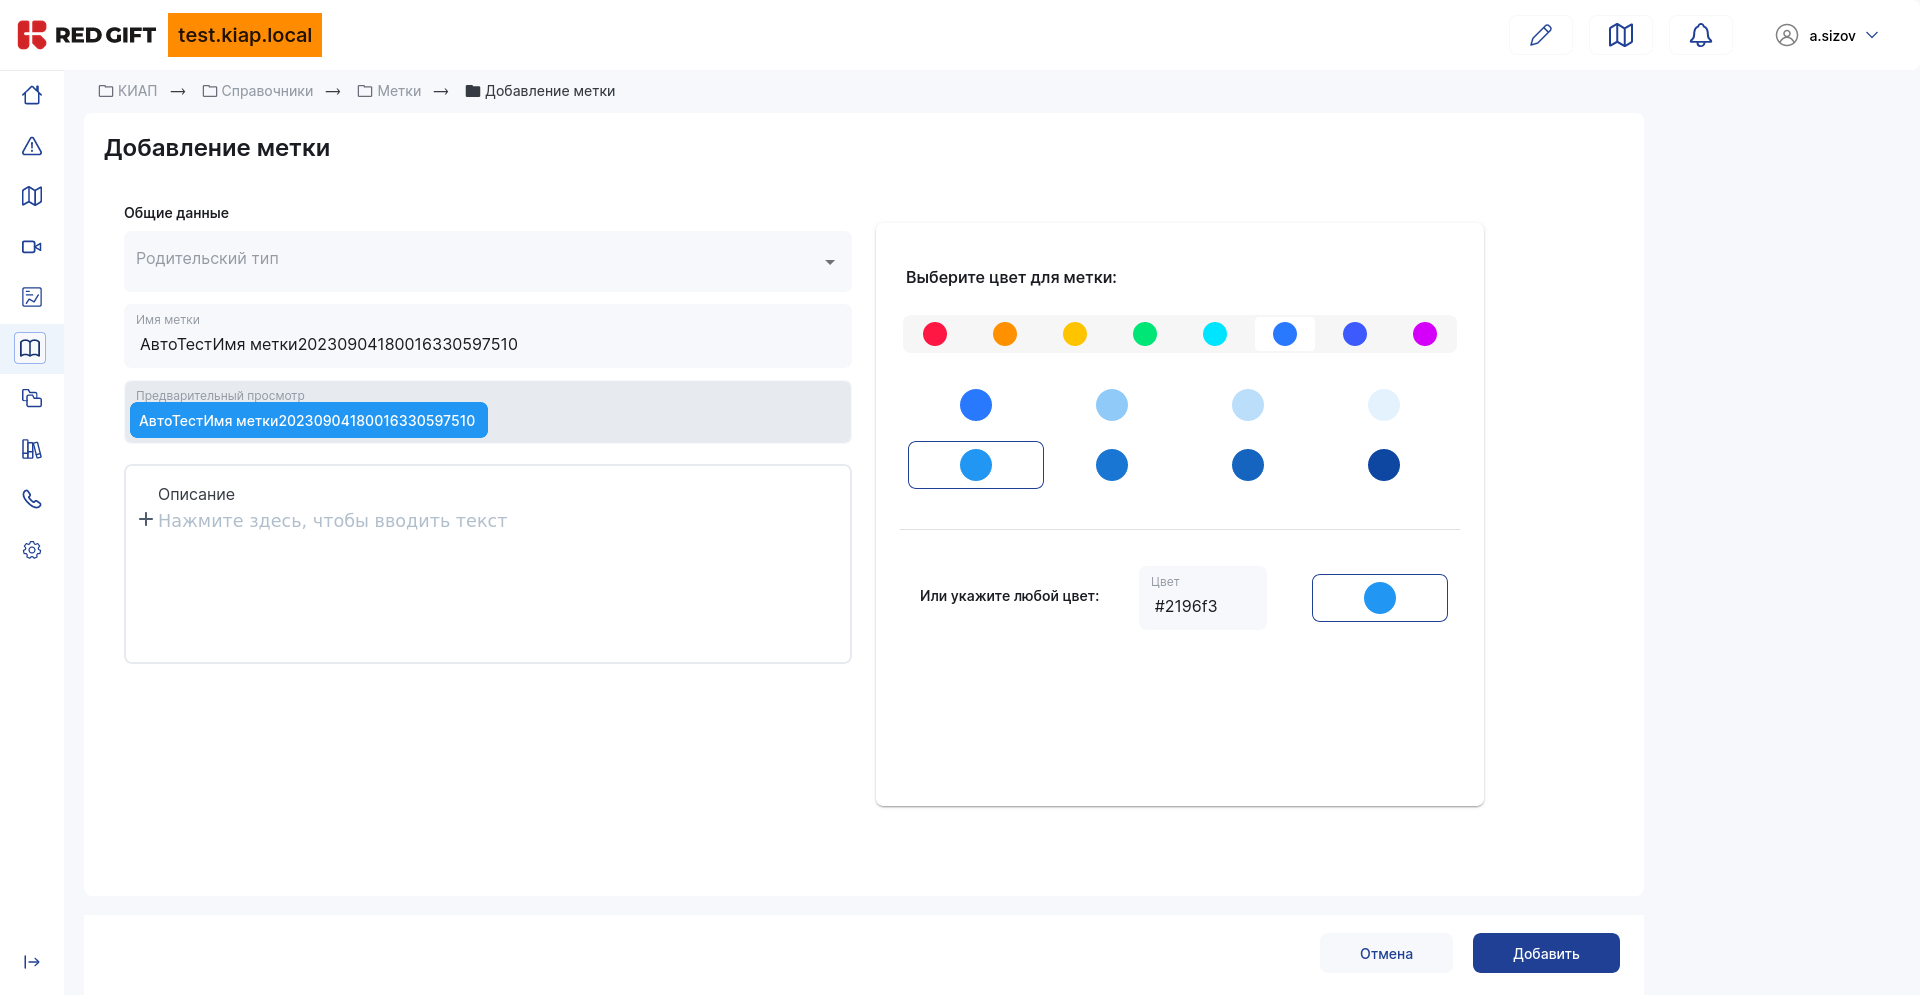 RED GIFT test.kiap.local
a.sizov
КИАП → Справочники → Метки → Добавление метки
Добавление метки
Общие данные
Родительский тип
Имя метки
АвтоТестИмя метки20230904180016330597510
Предварительный просмотр
АвтоТестИмя метки20230904180016330597510
Описание
Нажмите здесь, чтобы вводить текст
Выберите цвет для метки:
Или укажите любой цвет:
Цвет
#2196f3
Отмена
Добавить